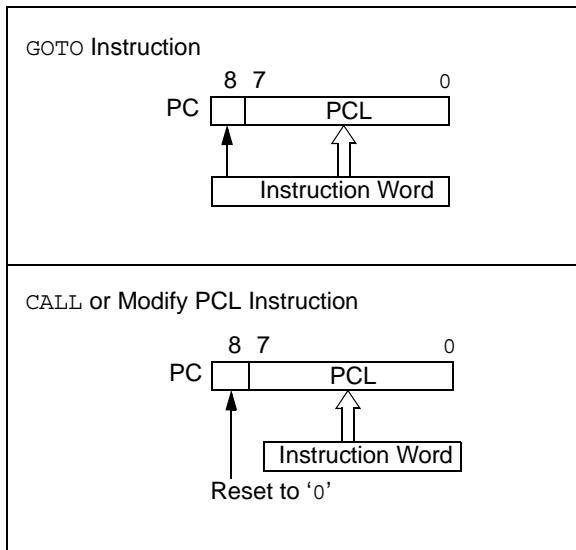 GOTO Instruction
8 7 0
PC PCL
Instruction Word
CALL or Modify PCL Instruction
8 7 0
PC PCL
Instruction Word
Reset to ‘0’